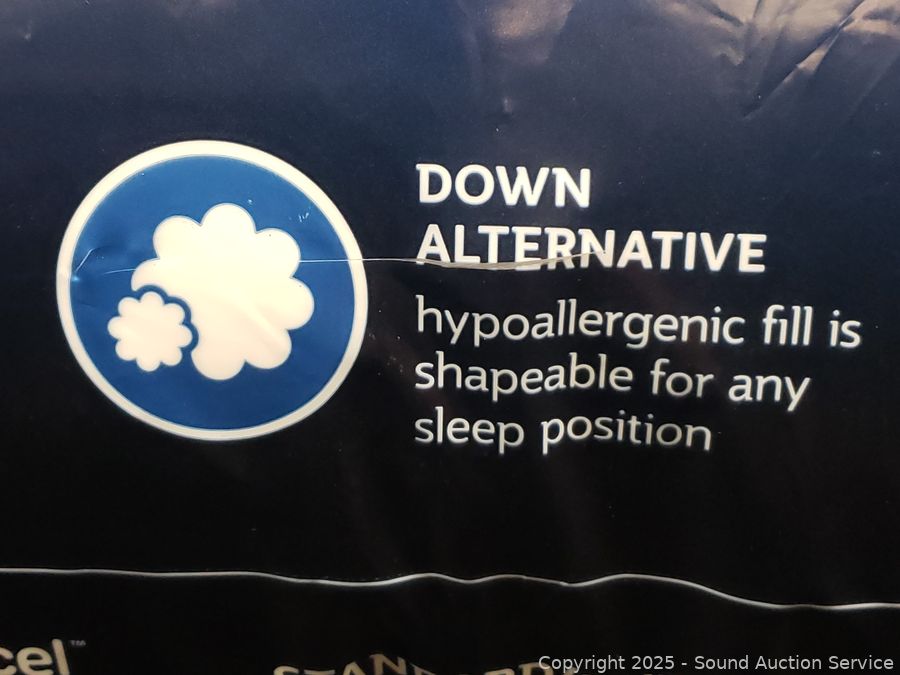 DOWN
ALTERNATIVE
hypoallergenic fill is
shapeable for any
sleep position
Copyright 2025 - Sound Auction Service